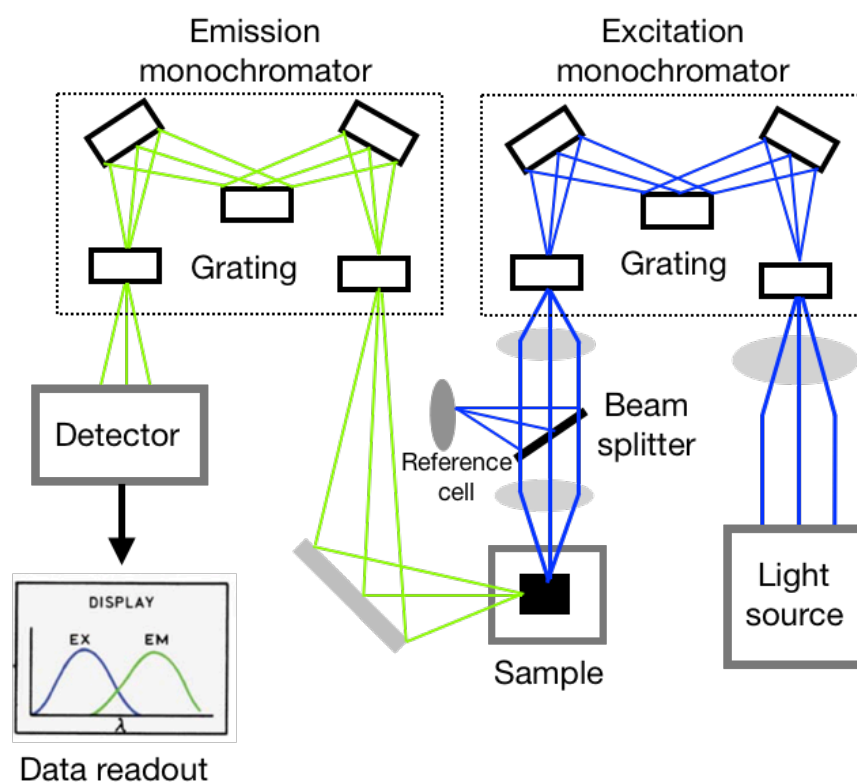 Emission
monochromator
Excitation
monochromator
Grating
Grating
Detector
Reference
cell
Beam
splitter
DISPLAY
EX
EM
λ
Sample
Light
source
Data readout